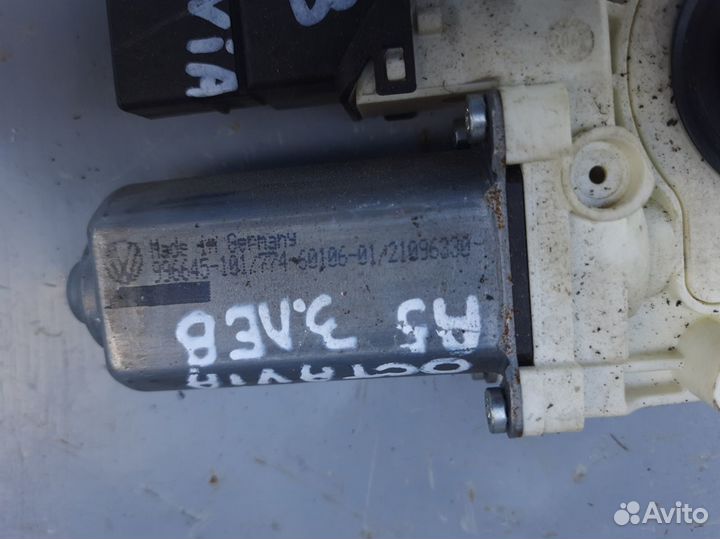 B
VIA
Made in Germany
996645-101/774-60106-01/21096330
A5
З.ЛЕВ
OCTAVIA
Avito